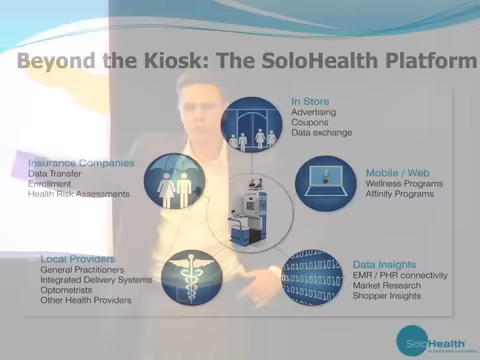 Beyond the Kiosk: The SoloHealth Platform
In Store
Advertising
Coupons
Data exchange
Insurance Companies
Data Transfer
Enrollment
Health Risk Assessments
Mobile / Web
Wellness Programs
Affinity Programs
Local Providers
General Practitioners
Integrated Delivery Systems
Optometrists
Other Health Providers
Data Insights
EMR / PHR connectivity
Market Research
Shopper Insights
SoloHealth